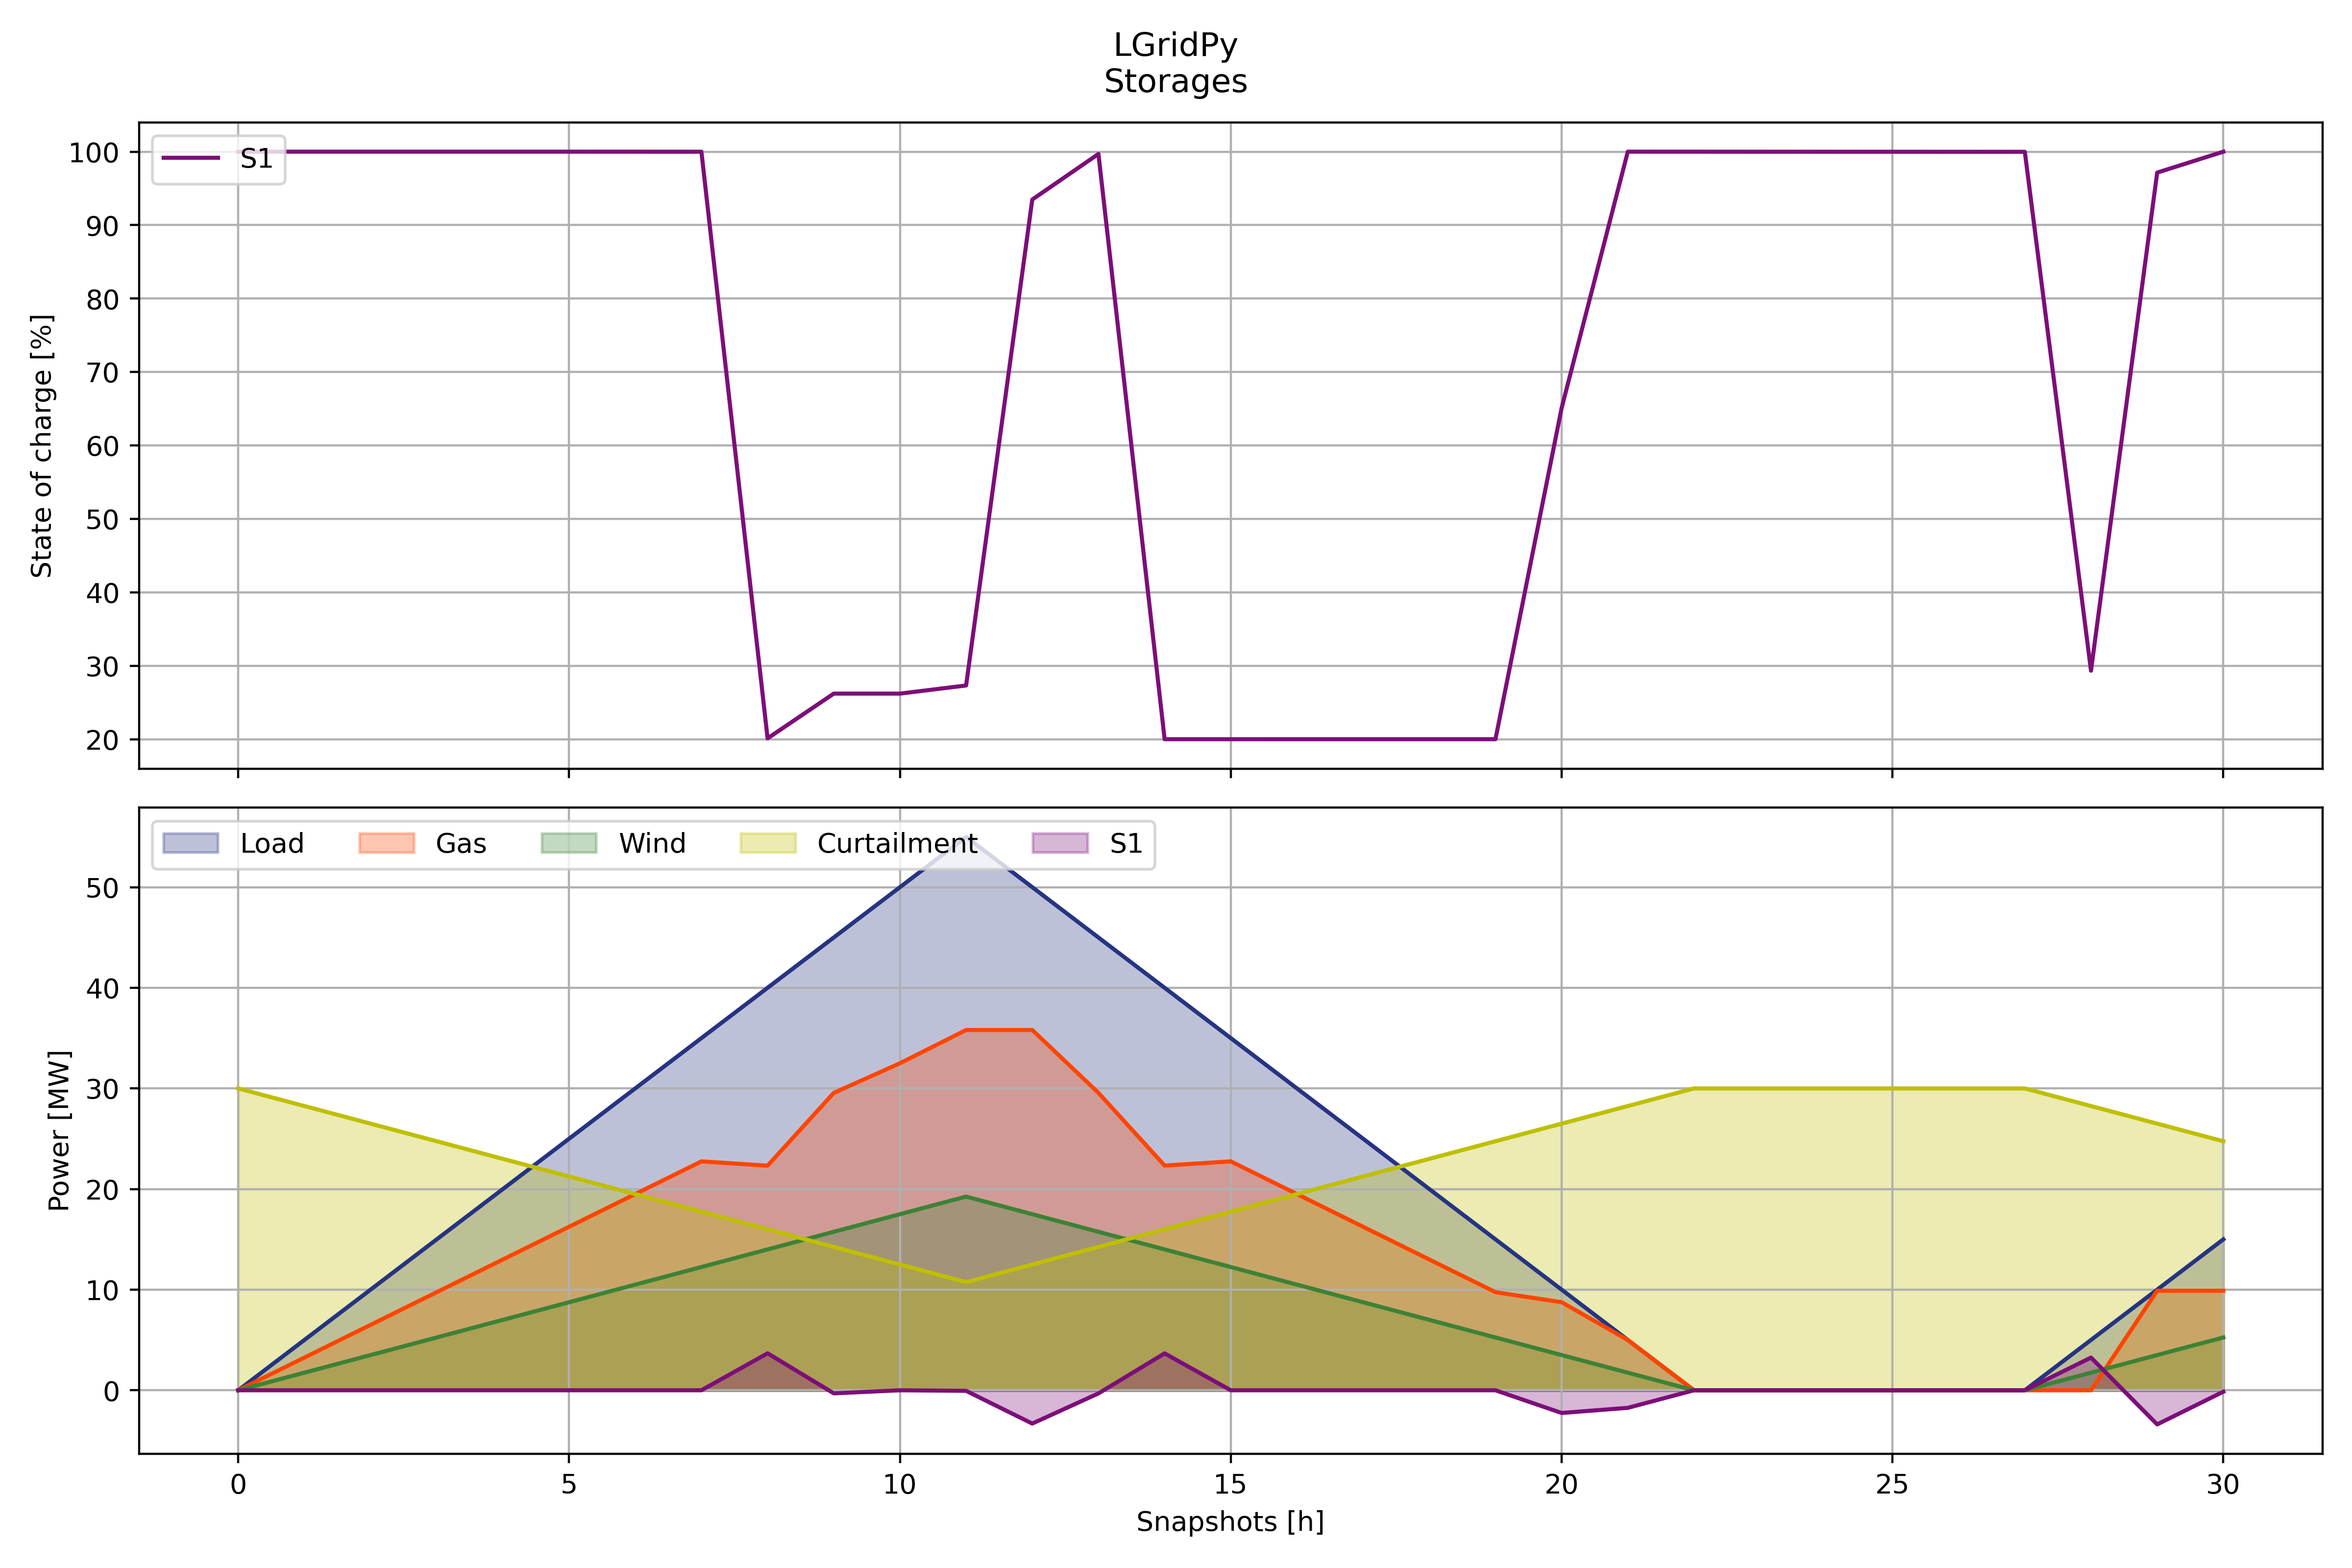 LGridPy
Storages
S1
100
90
80
70
60
50
40
30
20
State of charge [%]
Load Gas Wind Curtailment S1
50
40
30
20
10
0
Power [MW]
0 5 10 15 20 25 30
Snapshots [h]